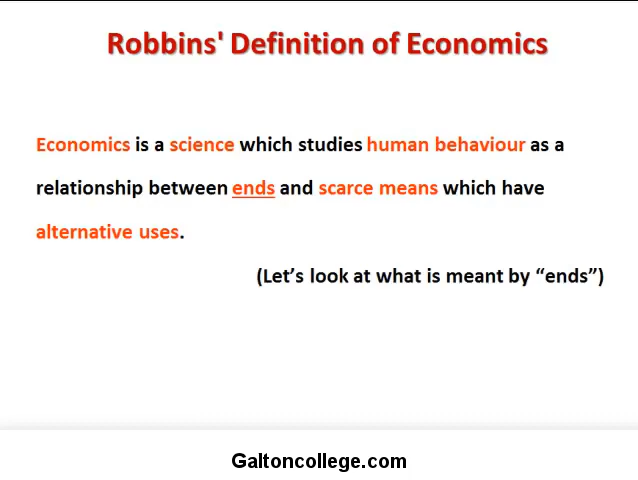 Robbins' Definition of Economics
Economics is a science which studies human behaviour as a
relationship between ends and scarce means which have
alternative uses.
(Let’s look at what is meant by “ends”)
Galtoncollege.com